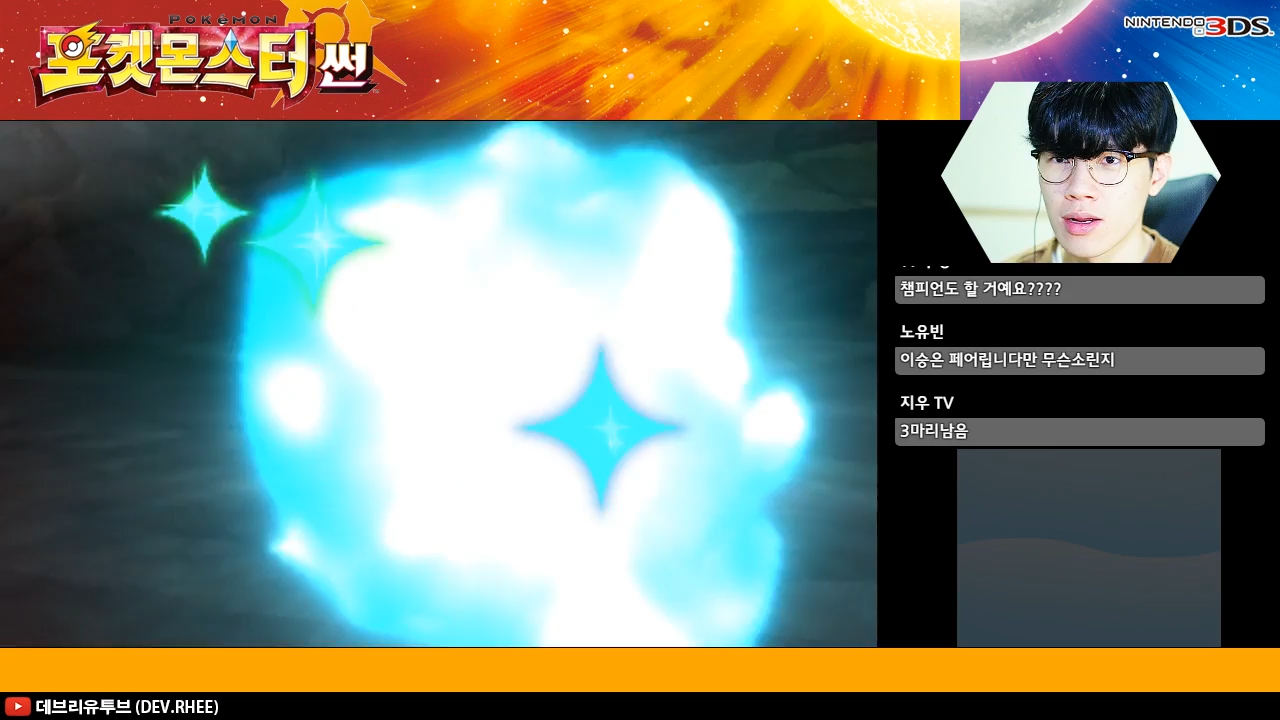 POKéMON
포켓몬스터 썬
NINTENDO 3DS
챔피언도 할 거예요????
노유빈
이승은 페어립니다만 무슨소린지
지우 TV
3마리남음
데브리유투브 (DEV.RHEE)